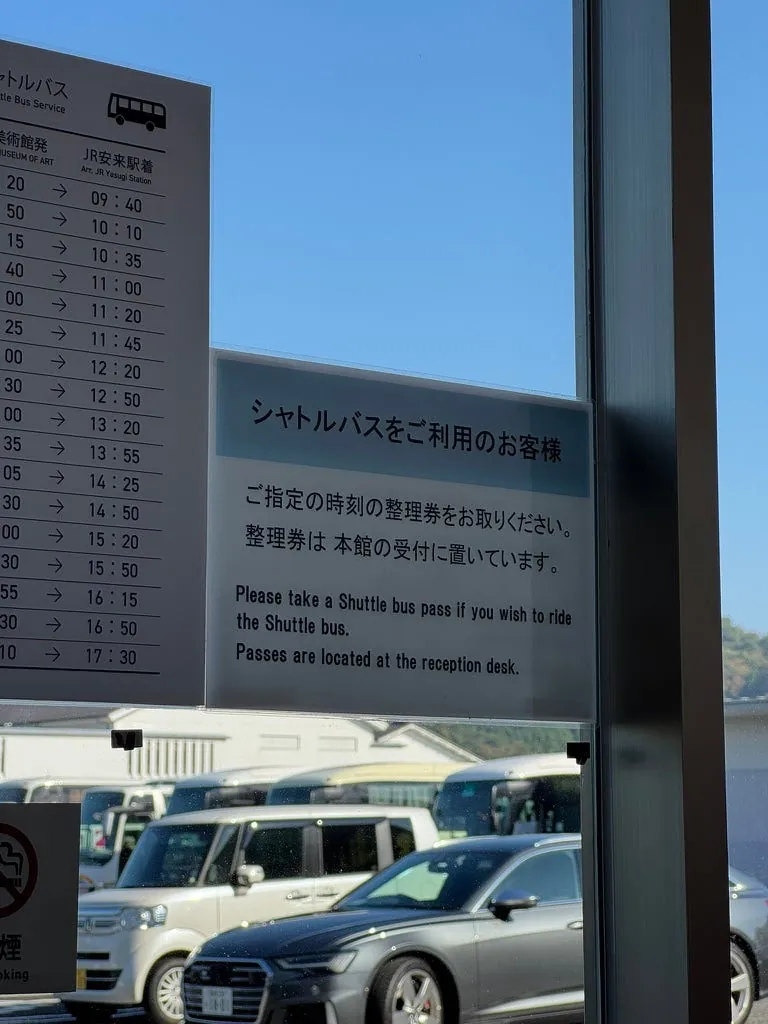 ャトルバス
tle Bus Service
美術館発
MUSEUM OF ART
JR安来駅着
Arr. JR Yasugi Station
20 → 09：40
50 → 10：10
15 → 10：35
40 → 11：00
00 → 11：20
25 → 11：45
00 → 12：20
30 → 12：50
00 → 13：20
35 → 13：55
05 → 14：25
30 → 14：50
00 → 15：20
30 → 15：50
55 → 16：15
30 → 16：50
10 → 17：30
シャトルバスをご利用のお客様
ご指定の時刻の整理券をお取りください。
整理券は 本館の受付に置いています。
Please take a Shuttle bus pass if you wish to ride
the Shuttle bus.
Passes are located at the reception desk.
煙
oking